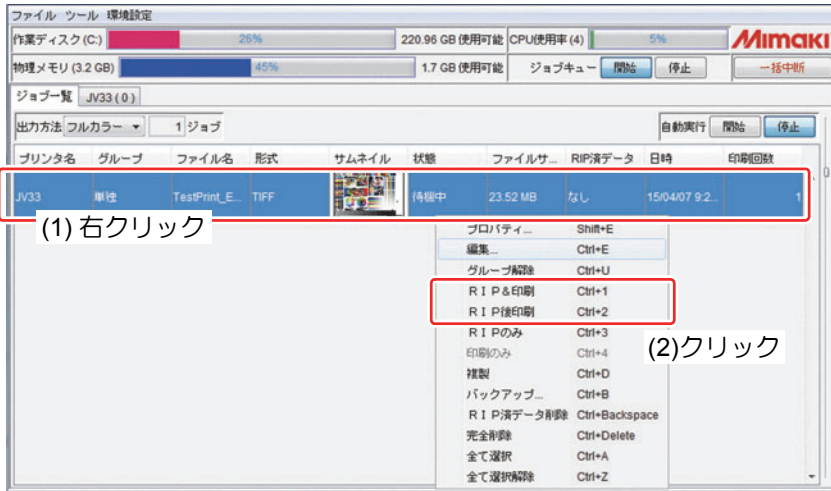 ファイル ツール 環境設定
作業ディスク(C:) 26% 220.96 GB 使用可能 CPU使用率(4) 5% Mimaki
物理メモリ(3.2 GB) 45% 1.7 GB 使用可能 ジョブキュー 開始 停止 一括中断
ジョブ一覧 JV33(0)
出力方法 フルカラー 1 ジョブ 自動実行 開始 停止
プリンタ名 グループ ファイル名 形式 サムネイル 状態 ファイルサ... RIP済データ 日時 印刷回数
JV33 単独 TestPrint_E... TIFF 待機中 23.52 MB なし 15/04/07 9:2... 1
(1) 右クリック
プロパティ... Shift+E
編集... Ctrl+E
グループ解除 Ctrl+U
RIP&印刷 Ctrl+1
RIP後印刷 Ctrl+2
RIPのみ Ctrl+3
(2)クリック
印刷のみ Ctrl+4
複製 Ctrl+D
バックアップ... Ctrl+B
RIP済データ削除 Ctrl+Backspace
完全削除 Ctrl+Delete
全て選択 Ctrl+A
全て選択解除 Ctrl+Z